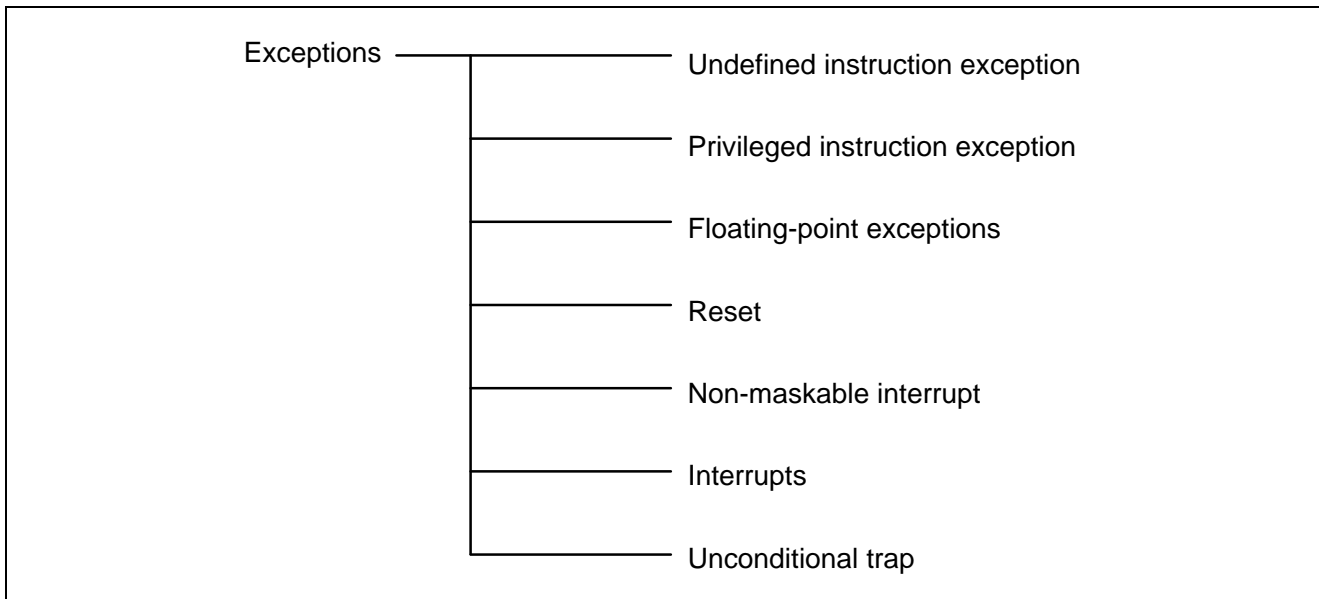 Exceptions
Undefined instruction exception
Privileged instruction exception
Floating-point exceptions
Reset
Non-maskable interrupt
Interrupts
Unconditional trap